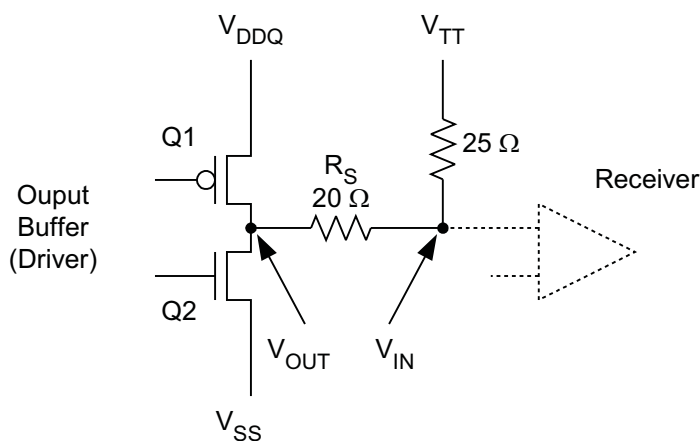 VDDQ
VTT
Q1
25 Ω
RS
20 Ω
Receiver
Ouput
Buffer
(Driver)
Q2
VOUT
VIN
VSS